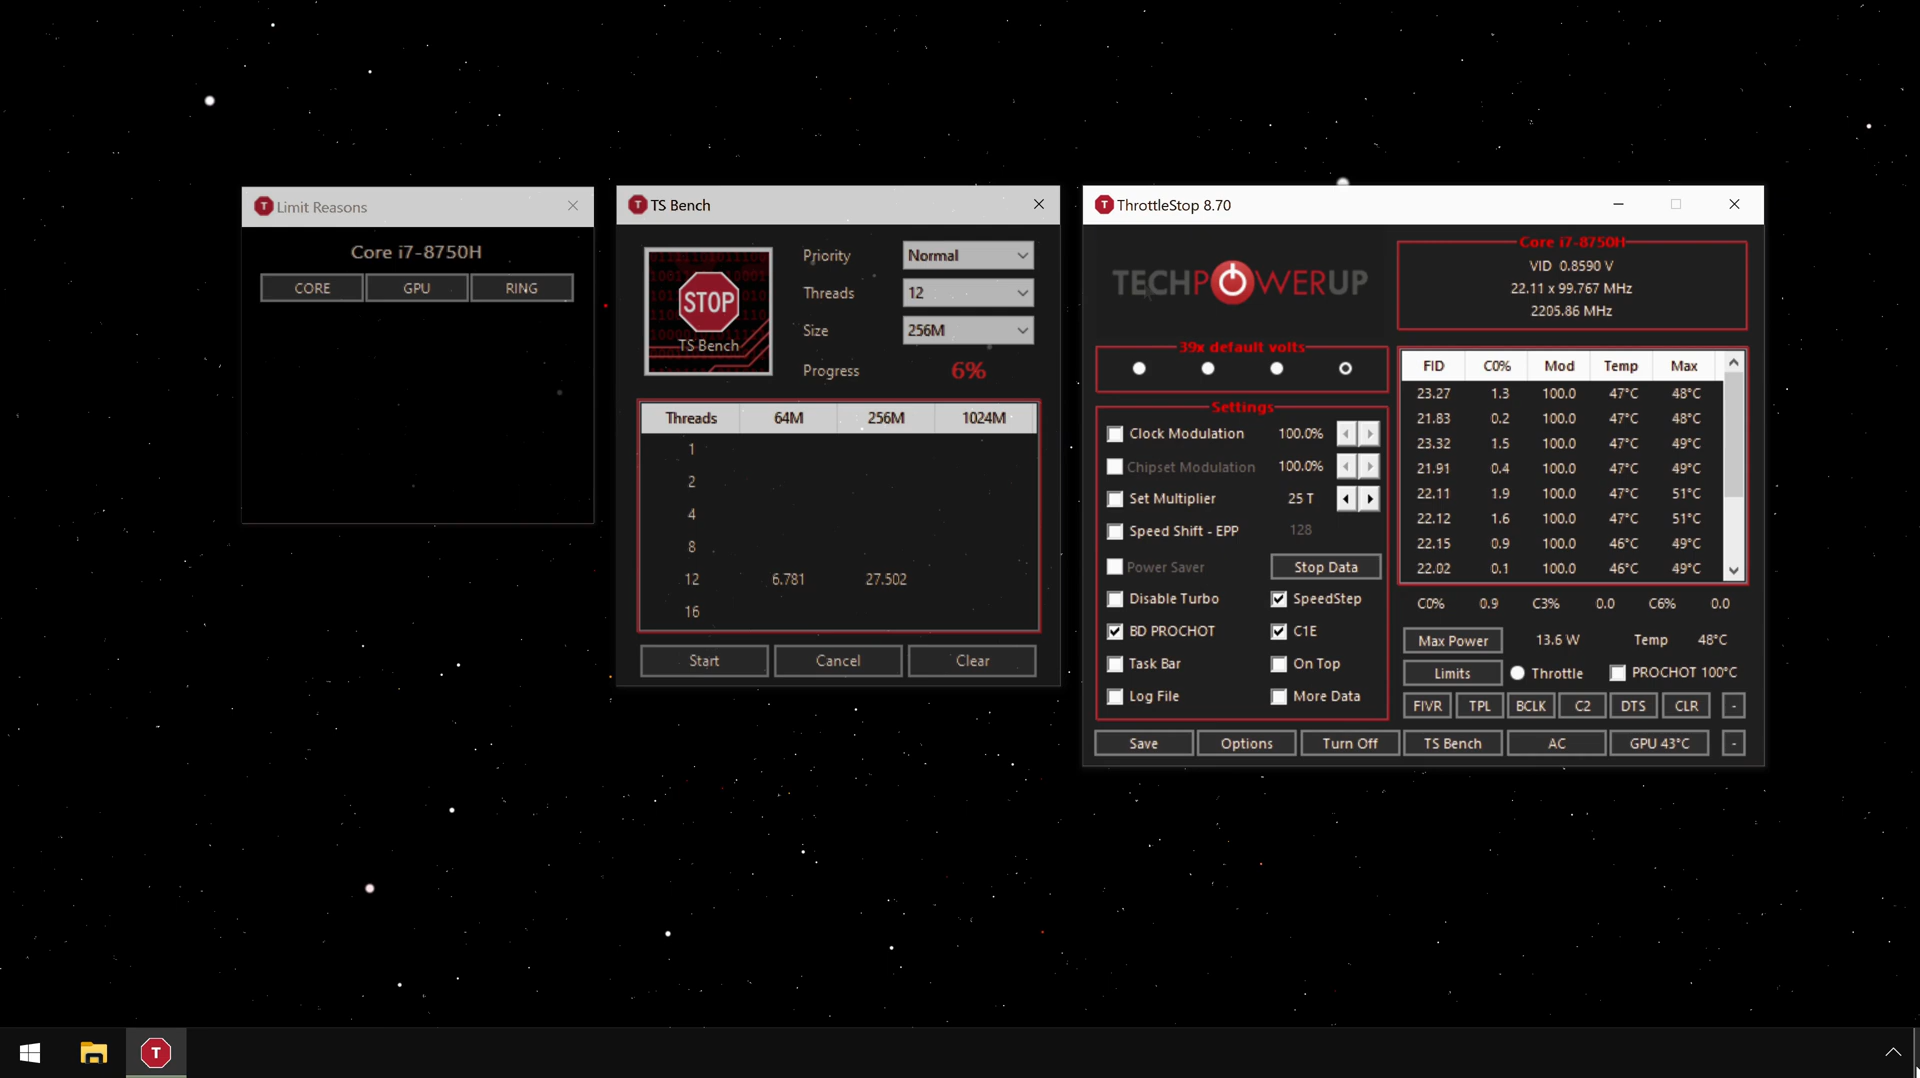 Limit Reasons
Core i7-8750H
CORE GPU RING
TS Bench
STOP
TS Bench
Priority Normal
Threads 12
Size 256M
Progress 6%
Threads 64M 256M 1024M
1
2
4
8
12 6.781 27.502
16
Start Cancel Clear
ThrottleStop 8.70
TECHPOWERUP
39x default volts
Settings
Clock Modulation 100.0%
Chipset Modulation 100.0%
Set Multiplier 25 T
Speed Shift - EPP 128
Power Saver Stop Data
Disable Turbo SpeedStep
BD PROCHOT C1E
Task Bar On Top
Log File More Data
Core i7-8750H
VID 0.8590 V
22.11 x 99.767 MHz
2205.86 MHz
FID C0% Mod Temp Max
23.27 1.3 100.0 47°C 48°C
21.83 0.2 100.0 47°C 48°C
23.32 1.5 100.0 47°C 49°C
21.91 0.4 100.0 47°C 49°C
22.11 1.9 100.0 47°C 51°C
22.12 1.6 100.0 47°C 51°C
22.15 0.9 100.0 46°C 49°C
22.02 0.1 100.0 46°C 49°C
C0% 0.9 C3% 0.0 C6% 0.0
Max Power 13.6 W Temp 48°C
Limits Throttle PROCHOT 100°C
FIVR TPL BCLK C2 DTS CLR -
Save Options Turn Off TS Bench AC GPU 43°C -
T